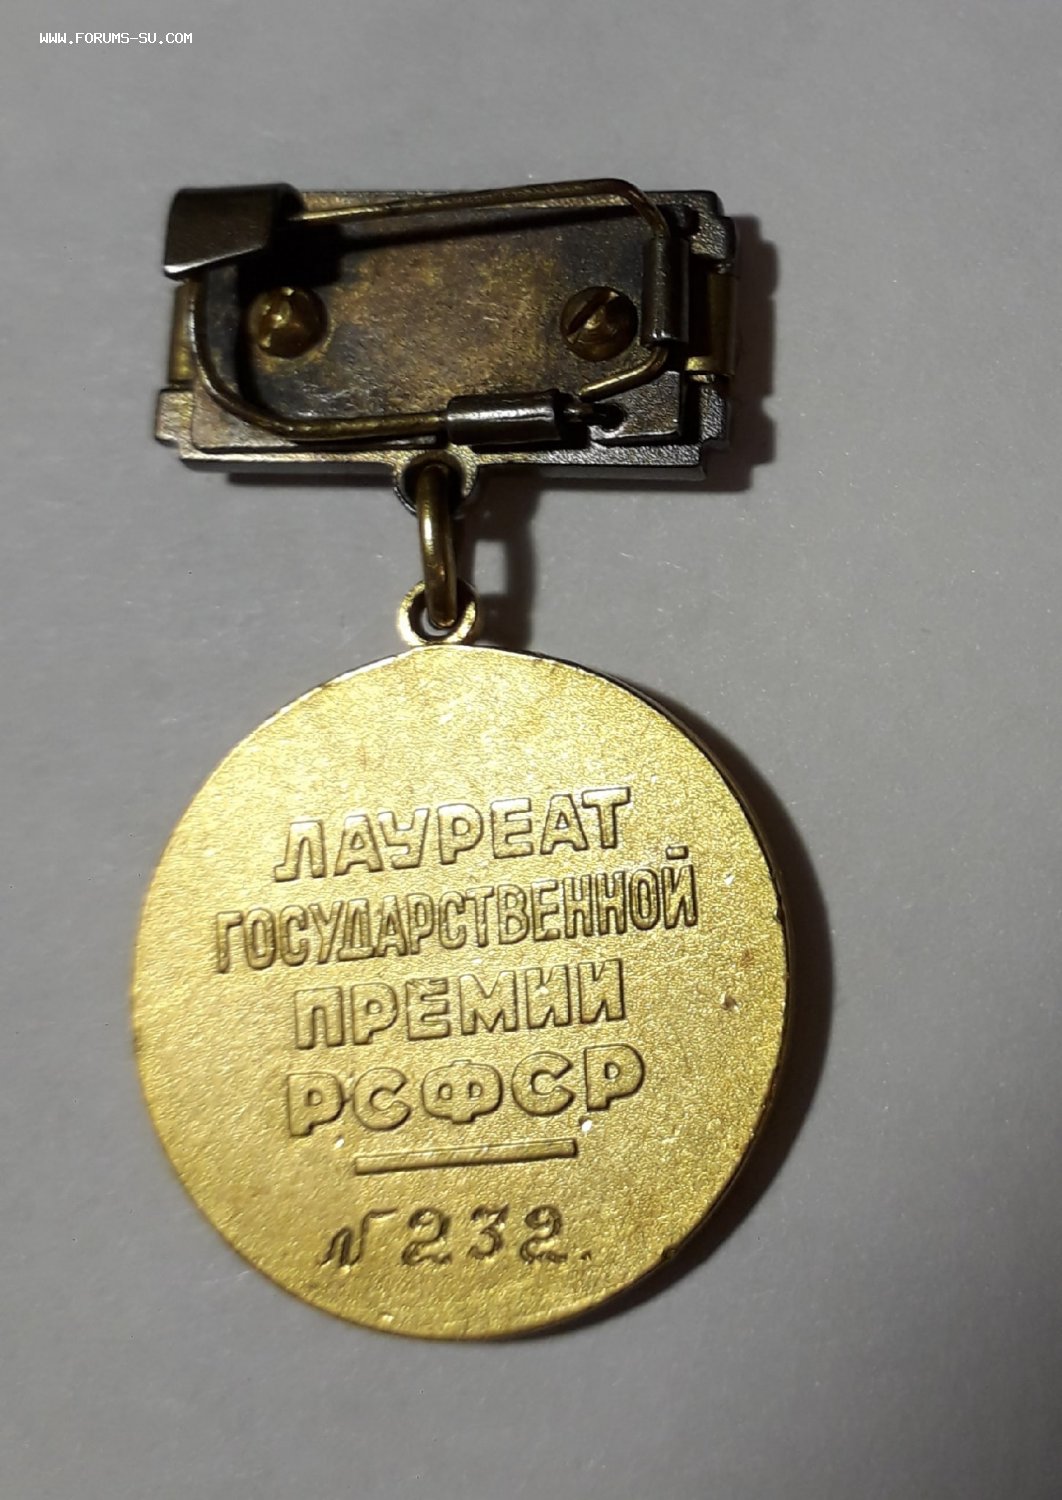 WWW.FORUMS-SU.COM
ЛАУРЕАТ
ГОСУДАРСТВЕННОЙ
ПРЕМИИ
РСФСР
№232.